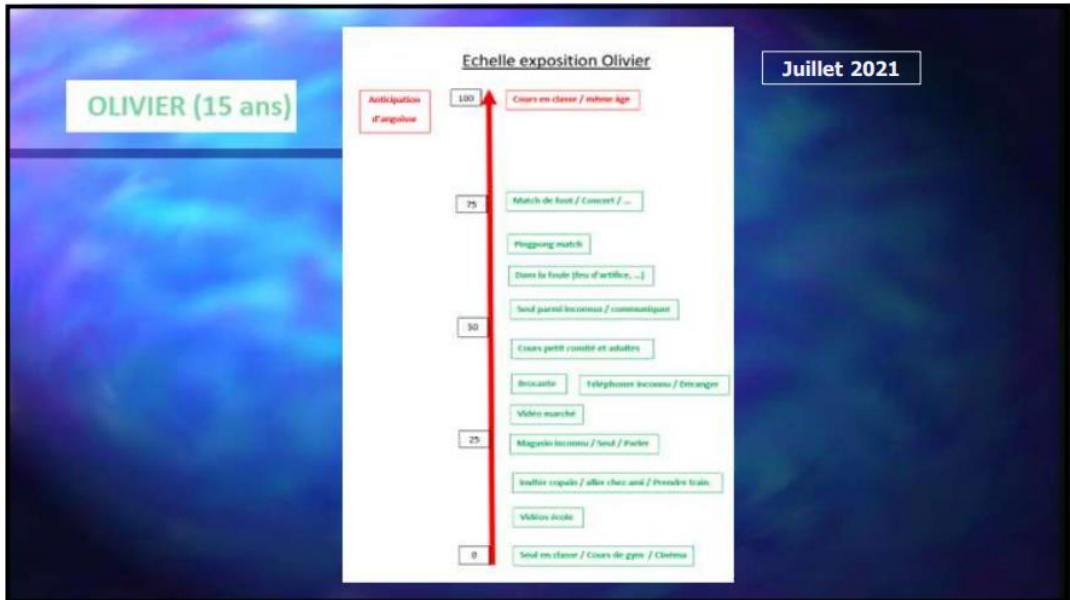 Echelle exposition Olivier
Juillet 2021
OLIVIER (15 ans)
Anticipation
d'angoisse
100
Cours en classe / même âge
75
Match de foot / Concert / ...
Pingpong match
Dans la foule (feu d'artifice, ...)
Seul parmi inconnus / communiquer
50
Cours petit comité et adultes
Brocante
Téléphoner inconnu / Etranger
Vidéo marché
25
Magasin inconnu / Seul / Parler
Inviter copain / aller chez ami / Prendre train
Vidéos école
0
Seul en classe / Cours de gym / Cinéma